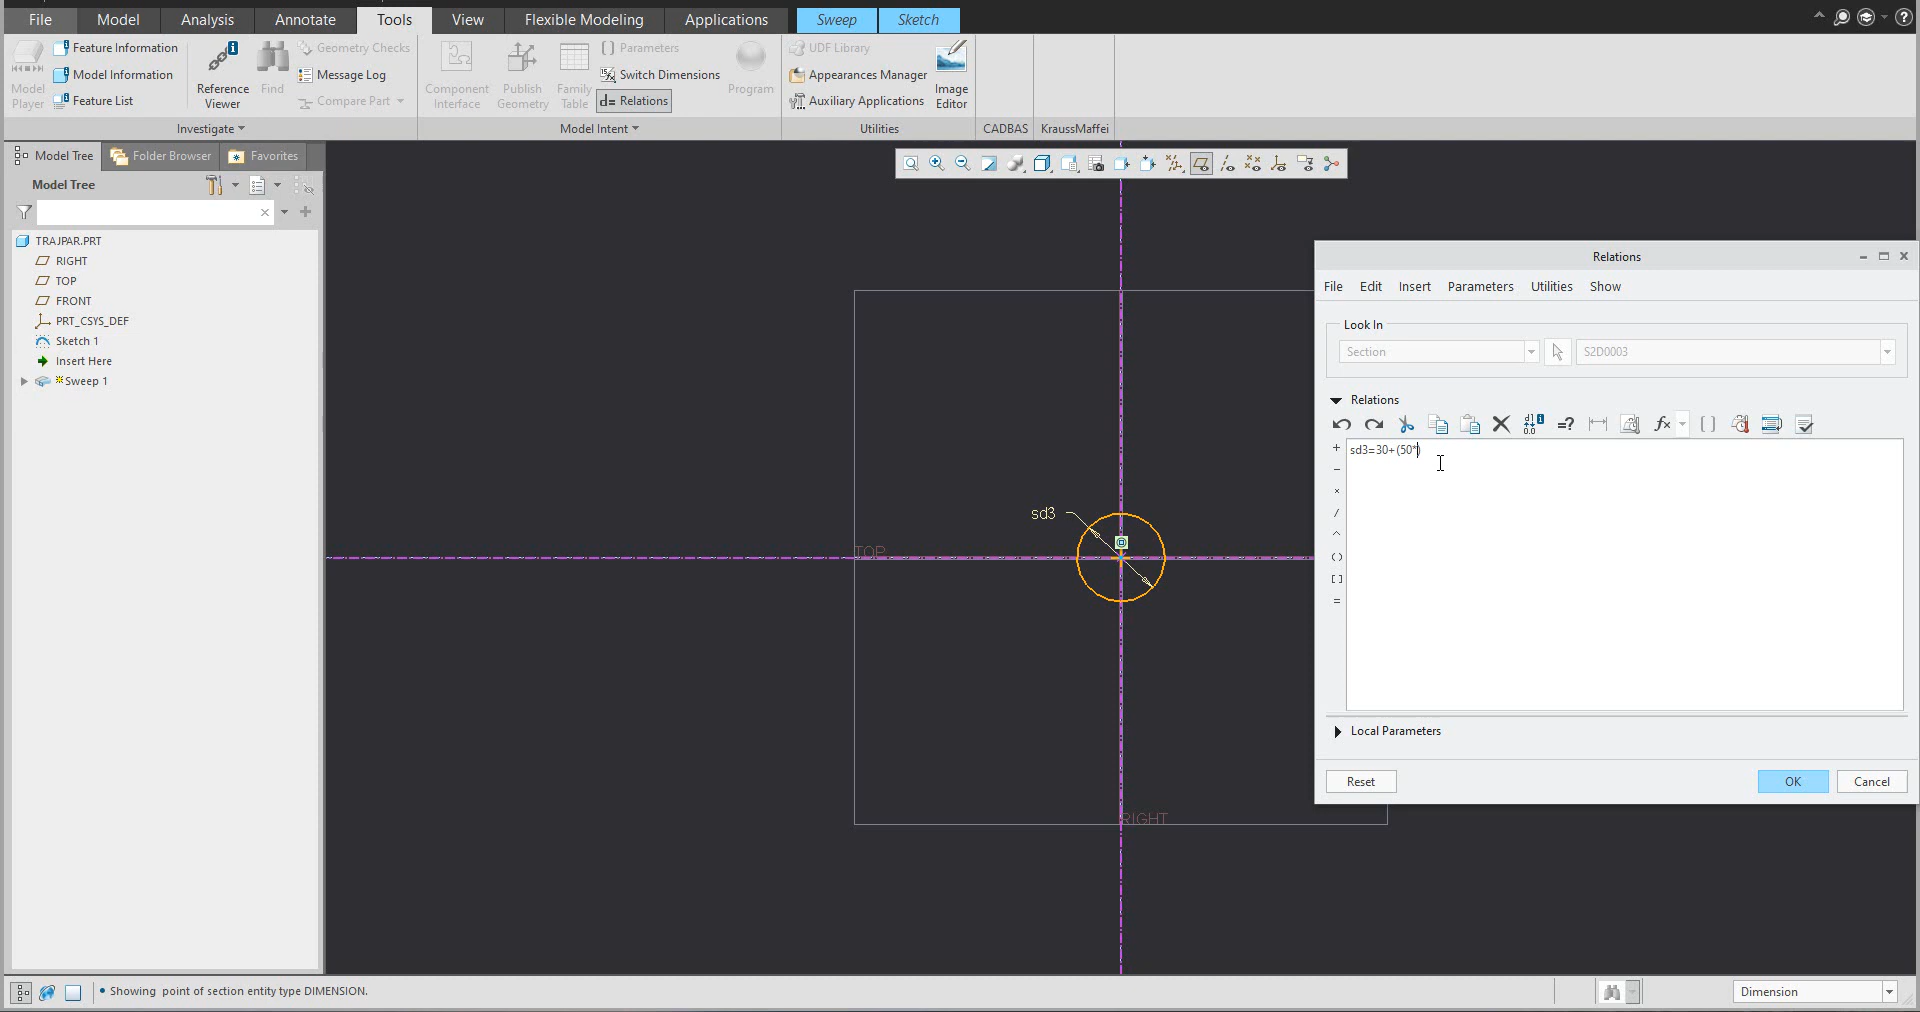 File Model Analysis Annotate Tools View Flexible Modeling Applications Sweep Sketch
Model Player
Feature Information
Model Information
Feature List
Reference Viewer
Find
Geometry Checks
Message Log
Compare Part
Investigate
Component Interface
Publish Geometry
Family Table
Parameters
Switch Dimensions
d= Relations
Program
Model Intent
UDF Library
Appearances Manager
Auxiliary Applications
Image Editor
Utilities
CADBAS
KraussMaffei
Model Tree Folder Browser Favorites
Model Tree
TRAJPAR.PRT
RIGHT
TOP
FRONT
PRT_CSYS_DEF
Sketch 1
Insert Here
Sweep 1
sd3
TOP
RIGHT
Relations
File Edit Insert Parameters Utilities Show
Look In
Section S2D0003
Relations
sd3=30+(50*)
Local Parameters
Reset OK Cancel
• Showing point of section entity type DIMENSION.
Dimension